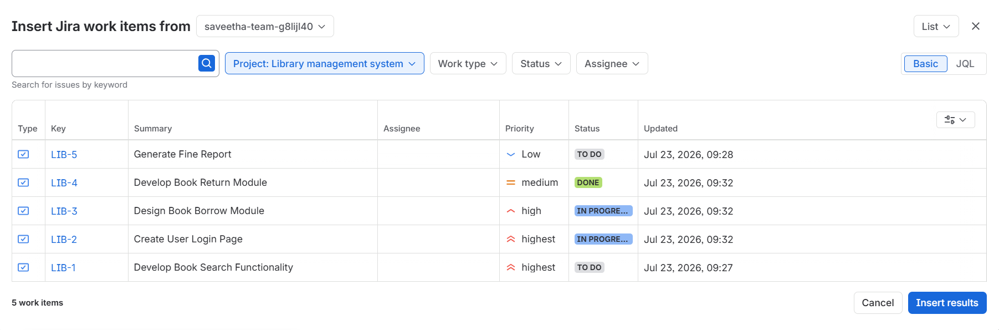 Insert Jira work items from saveetha-team-g8lijl40 List
Project: Library management system Work type Status Assignee Basic JQL
Search for issues by keyword
Type Key Summary Assignee Priority Status Updated
LIB-5 Generate Fine Report Low TO DO Jul 23, 2026, 09:28
LIB-4 Develop Book Return Module medium DONE Jul 23, 2026, 09:32
LIB-3 Design Book Borrow Module high IN PROGRE... Jul 23, 2026, 09:32
LIB-2 Create User Login Page highest IN PROGRE... Jul 23, 2026, 09:32
LIB-1 Develop Book Search Functionality highest TO DO Jul 23, 2026, 09:27
5 work items Cancel Insert results